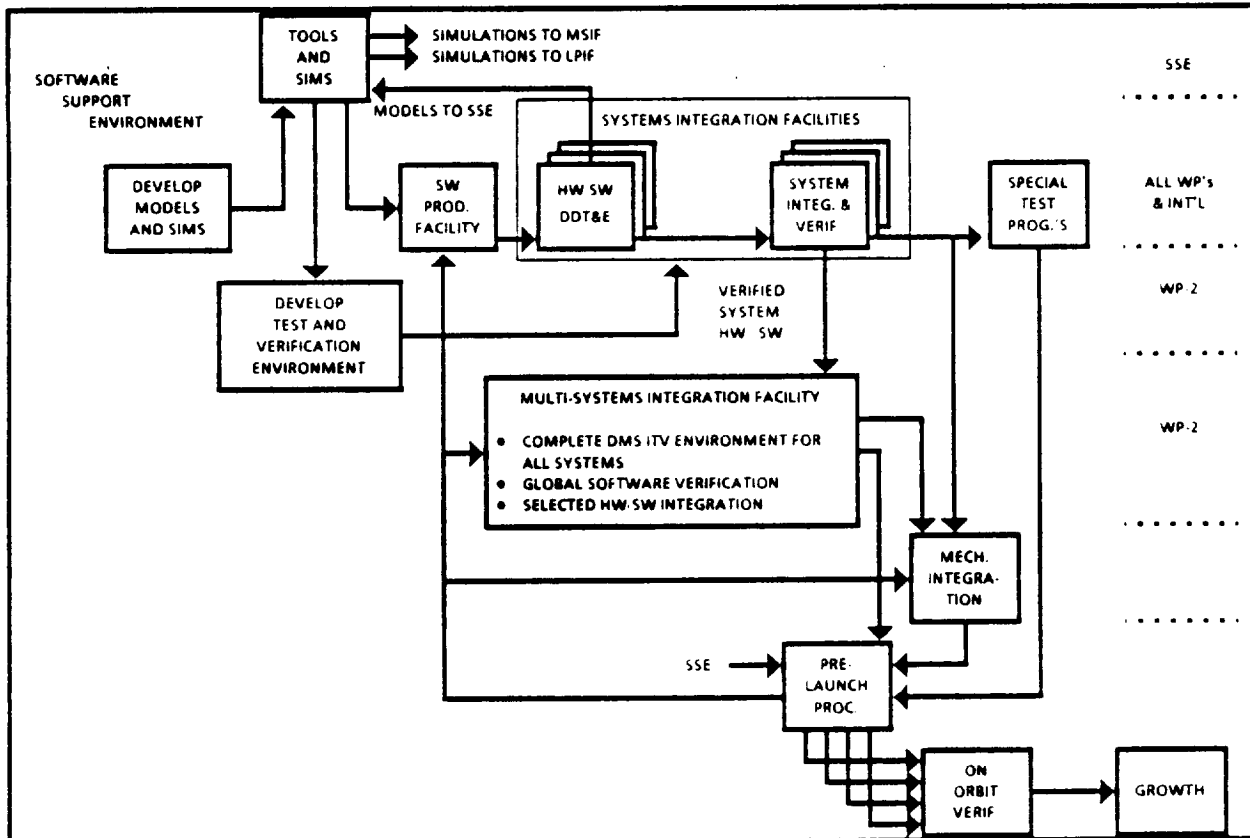 TOOLS
AND
SIMS
SIMULATIONS TO MSIF
SIMULATIONS TO LPIF
SSE
SOFTWARE
SUPPORT
ENVIRONMENT
MODELS TO SSE
SYSTEMS INTEGRATION FACILITIES
DEVELOP
MODELS
AND SIMS
SW
PROD.
FACILITY
HW SW
DDT&E
SYSTEM
INTEG. &
VERIF
SPECIAL
TEST
PROG.'S
ALL WP's
& INT'L
DEVELOP
TEST AND
VERIFICATION
ENVIRONMENT
VERIFIED
SYSTEM
HW SW
WP-2
MULTI-SYSTEMS INTEGRATION FACILITY
• COMPLETE DMS ITV ENVIRONMENT FOR
ALL SYSTEMS
• GLOBAL SOFTWARE VERIFICATION
• SELECTED HW-SW INTEGRATION
WP-2
MECH.
INTEGRA-
TION
SSE
PRE-
LAUNCH
PROC.
ON
ORBIT
VERIF
GROWTH